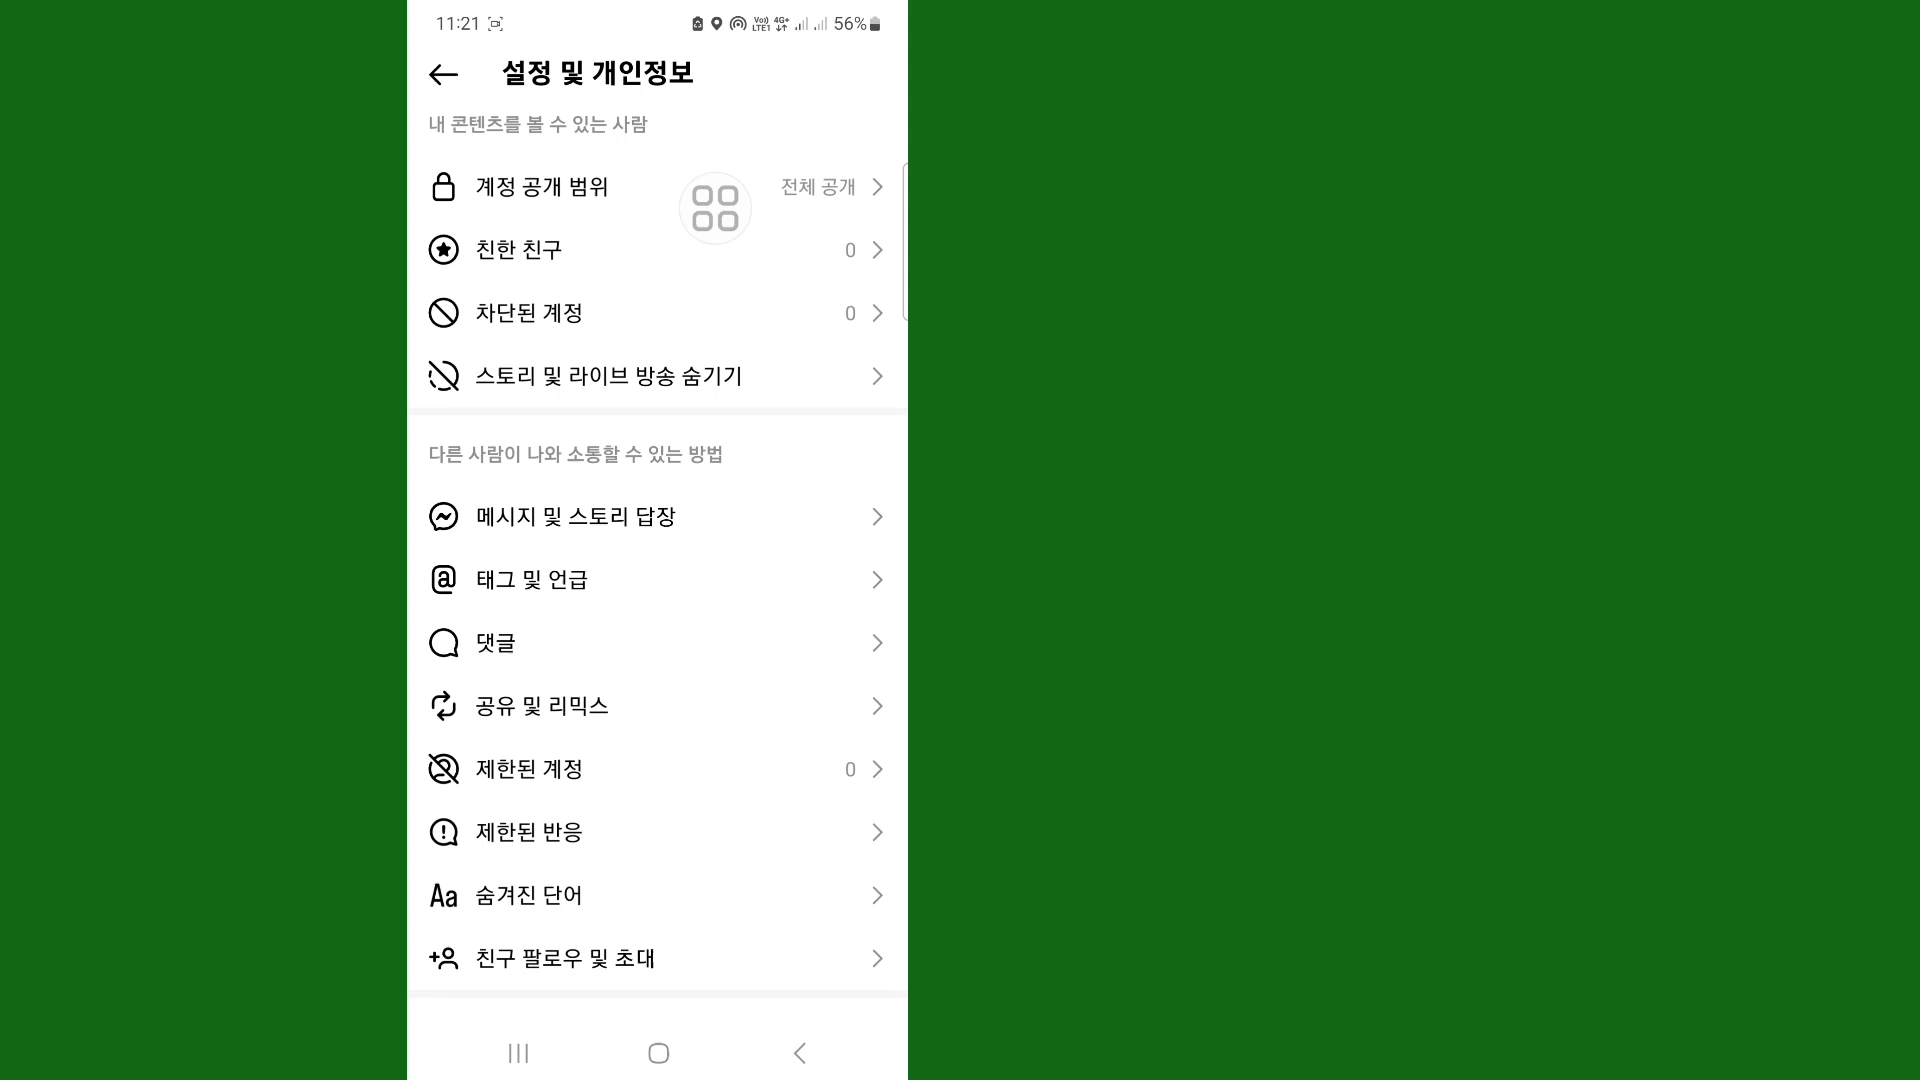 11:21 Vo)) LTE1 4G+ 56%
설정 및 개인정보
내 콘텐츠를 볼 수 있는 사람
계정 공개 범위 전체 공개
친한 친구 0
차단된 계정 0
스토리 및 라이브 방송 숨기기
다른 사람이 나와 소통할 수 있는 방법
메시지 및 스토리 답장
태그 및 언급
댓글
공유 및 리믹스
제한된 계정 0
제한된 반응
Aa 숨겨진 단어
친구 팔로우 및 초대